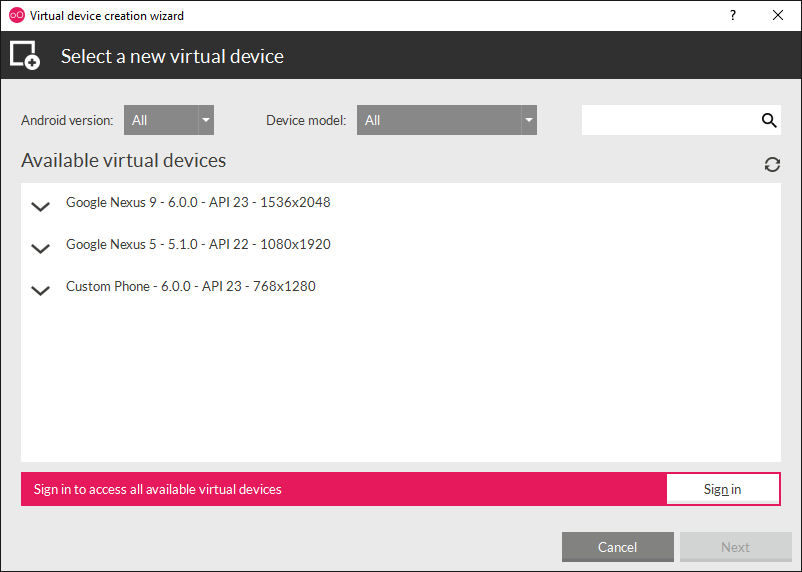 Virtual device creation wizard ?
Select a new virtual device
Android version: All Device model: All
Available virtual devices
Google Nexus 9 - 6.0.0 - API 23 - 1536x2048
Google Nexus 5 - 5.1.0 - API 22 - 1080x1920
Custom Phone - 6.0.0 - API 23 - 768x1280
Sign in to access all available virtual devices Sign in
Cancel Next